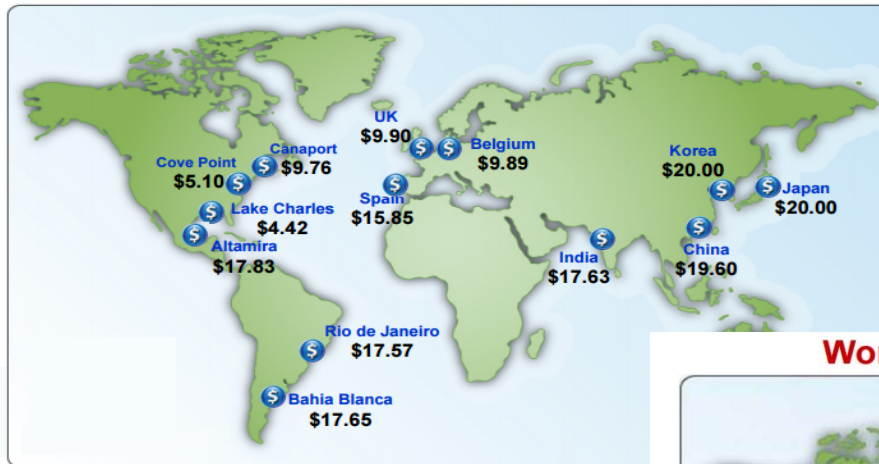 UK
$9.90
Belgium
$9.89
Canaport
$9.76
Cove Point
$5.10
Korea
$20.00
Japan
$20.00
Spain
$15.85
Lake Charles
$4.42
Altamira
$17.83
India
$17.63
China
$19.60
Rio de Janeiro
$17.57
Bahia Blanca
$17.65